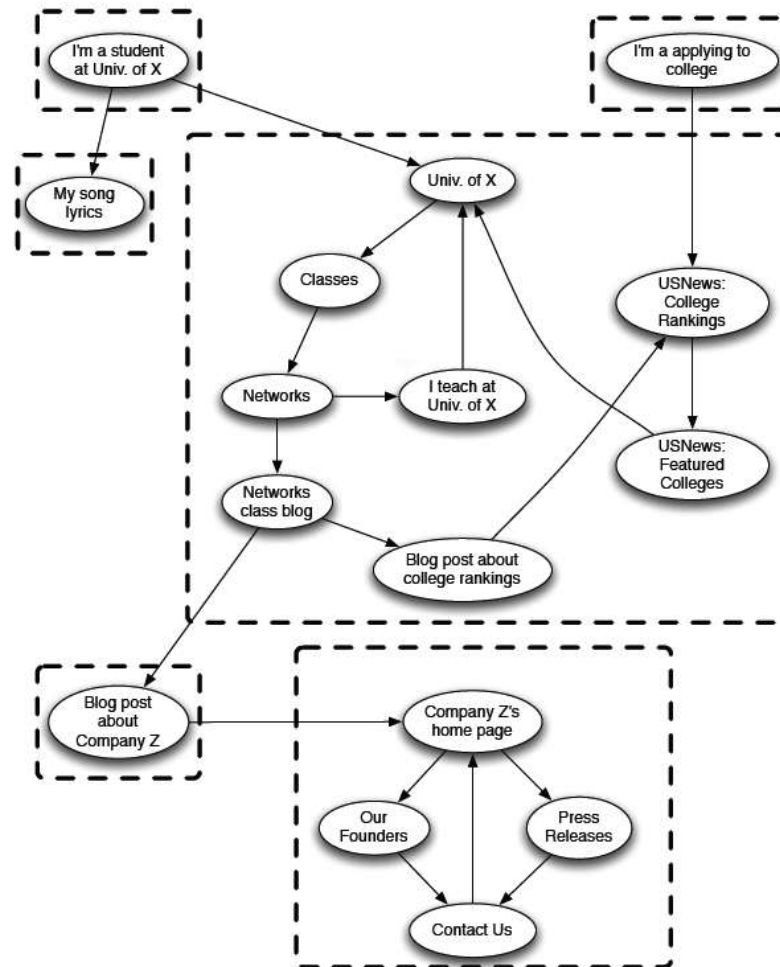 I'm a student
at Univ. of X
I'm a applying to
college
My song
lyrics
Univ. of X
Classes
USNews:
College
Rankings
Networks
I teach at
Univ. of X
USNews:
Featured
Colleges
Networks
class blog
Blog post about
college rankings
Blog post
about
Company Z
Company Z's
home page
Our
Founders
Press
Releases
Contact Us